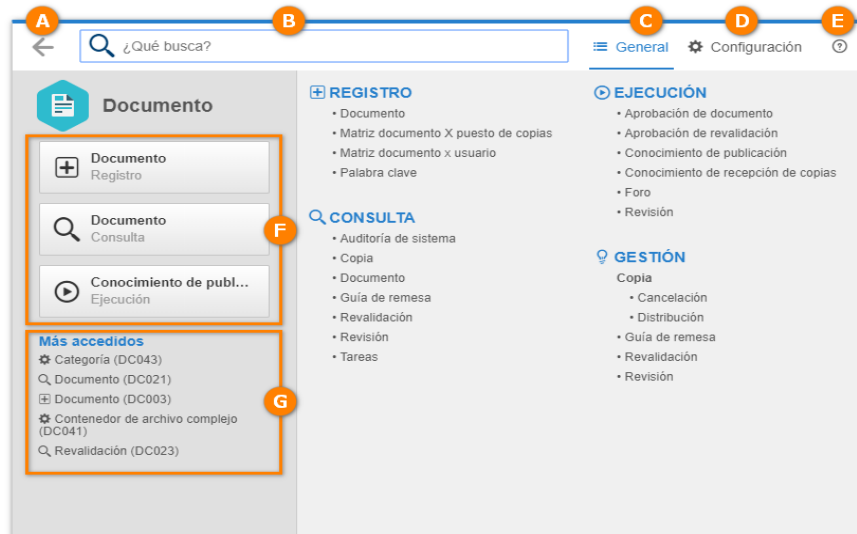 A
B
C
D
E
¿Qué busca?
General
Configuración
Documento
Documento
Registro
Documento
Consulta
F
Conocimiento de publ...
Ejecución
Más accedidos
Categoría (DC043)
Documento (DC021)
Documento (DC003)
G
Contenedor de archivo complejo
(DC041)
Revalidación (DC023)
REGISTRO
• Documento
• Matriz documento X puesto de copias
• Matriz documento x usuario
• Palabra clave
CONSULTA
• Auditoría de sistema
• Copia
• Documento
• Guía de remesa
• Revalidación
• Revisión
• Tareas
EJECUCIÓN
• Aprobación de documento
• Aprobación de revalidación
• Conocimiento de publicación
• Conocimiento de recepción de copias
• Foro
• Revisión
GESTIÓN
Copia
• Cancelación
• Distribución
• Guía de remesa
• Revalidación
• Revisión